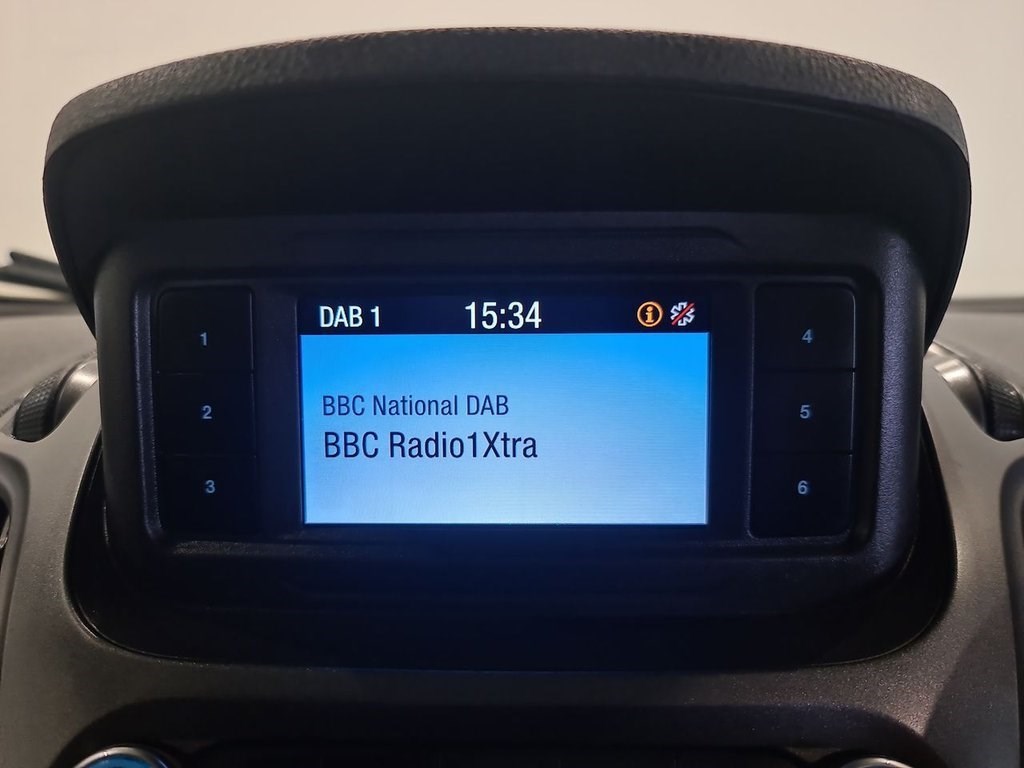 DAB 1 15:34
BBC National DAB
BBC Radio1Xtra
1
2
3
4
5
6